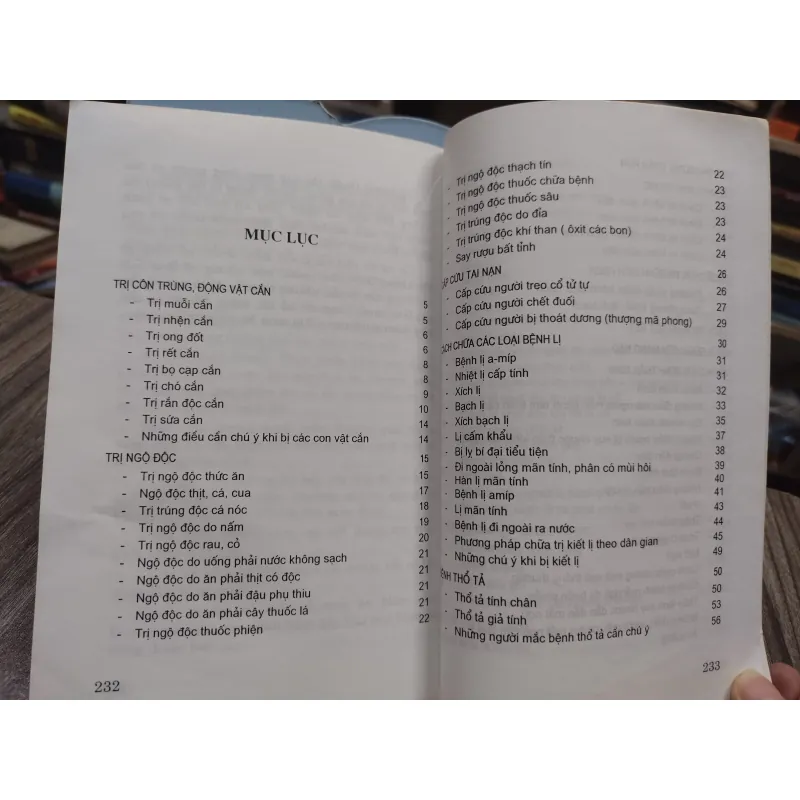 MỤC LỤC
TRỊ CÔN TRÙNG, ĐỘNG VẬT CẮN
- Trị muỗi cắn 5
- Trị nhện cắn 5
- Trị ong đốt 6
- Trị rết cắn 6
- Trị bọ cạp cắn 8
- Trị chó cắn 8
- Trị rắn độc cắn 9
- Trị sứa cắn 10
- Những điều cần chú ý khi bị các con vật cắn 14
TRỊ NGỘ ĐỘC 14
- Trị ngộ độc thức ăn 15
- Ngộ độc thịt, cá, cua 15
- Trị trúng độc cá nóc 17
- Trị ngộ độc do nấm 18
- Trị ngộ độc rau, cỏ 19
- Ngộ độc do uống phải nước không sạch 20
- Ngộ độc do ăn phải thịt có độc 21
- Ngộ độc do ăn phải đậu phụ thiu 21
- Ngộ độc do ăn phải cây thuốc lá 21
- Trị ngộ độc thuốc phiện 21
22
232
- Trị ngộ độc thạch tín 22
- Trị ngộ độc thuốc chữa bệnh 23
- Trị ngộ độc thuốc sâu 23
- Trị trúng độc do đỉa 23
- Trị trúng độc khí than ( ôxit các bon) 24
- Say rượu bất tỉnh 24
CẤP CỨU TAI NẠN 26
- Cấp cứu người treo cổ tử tự 26
- Cấp cứu người chết đuối 27
- Cấp cứu người bị thoát dương (thượng mã phong) 29
CÁCH CHỮA CÁC LOẠI BỆNH LỊ 30
- Bệnh lị a-míp 31
- Nhiệt lị cấp tính 31
- Xích lị 32
- Bạch lị 33
- Xích bạch lị 35
- Lị cấm khẩu 37
- Bị lỵ bí đại tiểu tiện 38
- Đi ngoài lỏng mãn tính, phân có mùi hôi 39
- Hàn lị mãn tính 40
- Bệnh lị amíp 41
- Lị mãn tính 43
- Bệnh lị đi ngoài ra nước 44
- Phương pháp chữa trị kiết lị theo dân gian 45
- Những chú ý khi bị kiết lị 49
BỆNH THỔ TẢ 50
- Thổ tả tính chân 50
- Thổ tả giả tính 53
- Những người mắc bệnh thổ tả cần chú ý 56
233